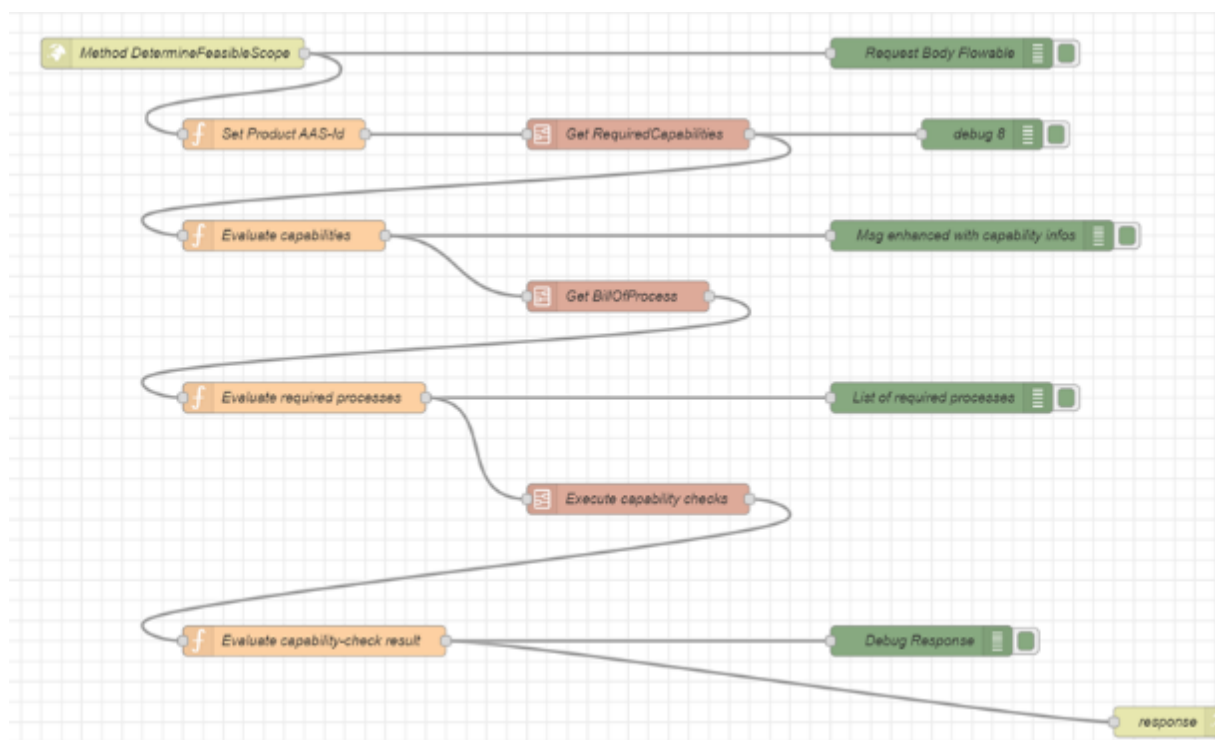 Method DetermineFeasibleScope
Request Body Flowable
Set Product AAS-Id
Get RequiredCapabilities
debug 8
Evaluate capabilities
Msg enhanced with capability infos
Get BillOfProcess
Evaluate required processes
List of required processes
Execute capability checks
Evaluate capability-check result
Debug Response
response